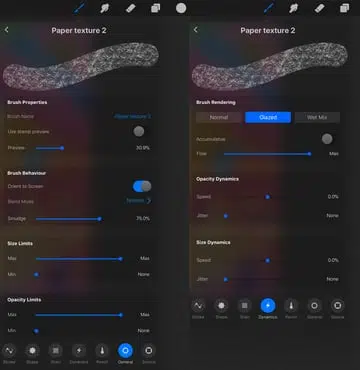 Paper texture 2
Brush Properties
Brush Name Paper texture 2
Use stamp preview
Preview 30.9%
Brush Behaviour
Orient to Screen
Blend Mode Normal
Smudge 75.0%
Size Limits
Max Max
Min None
Opacity Limits
Max Max
Min None
Stroke Shape Grain Dynamics Pencil General Source
Paper texture 2
Brush Rendering
Normal Glazed Wet Mix
Accumulative
Flow Max
Opacity Dynamics
Speed 0.0%
Jitter None
Size Dynamics
Speed 0.0%
Jitter None
Stroke Shape Grain Dynamics Pencil General Source